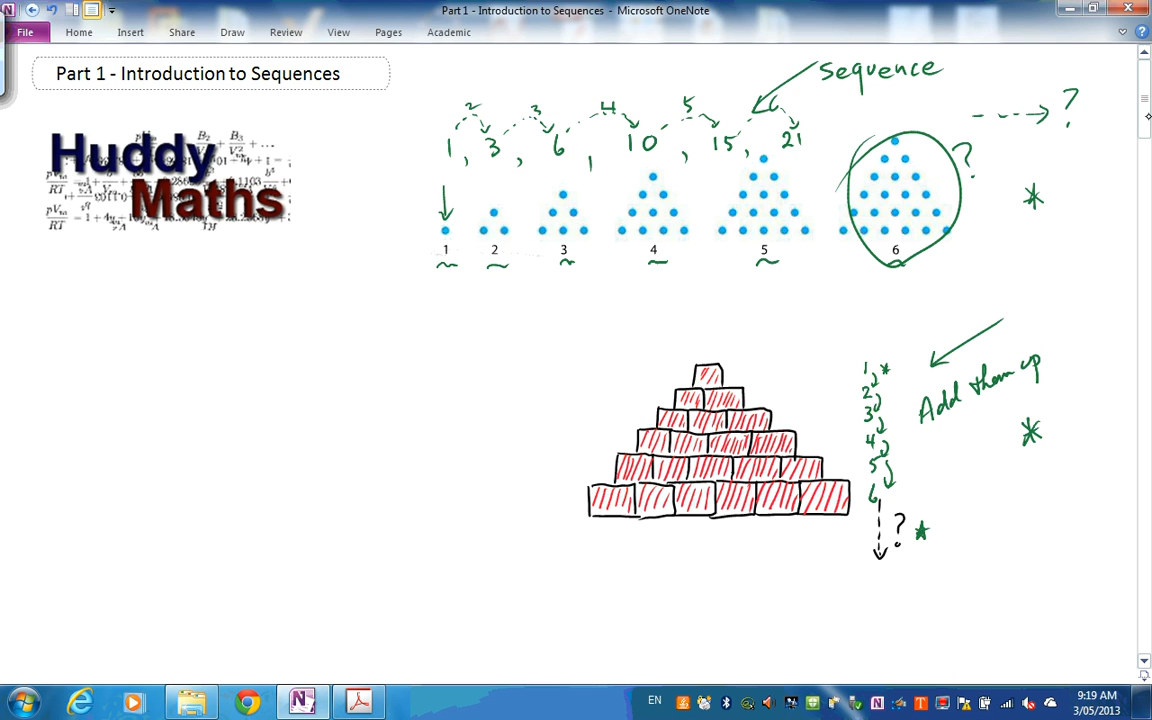 Part 1 - Introduction to Sequences - Microsoft OneNote
File Home Insert Share Draw Review View Pages Academic
Part 1 - Introduction to Sequences
sequence
2 3 4 5 6
1, 3, 6, 10, 15, 21
?
?
Huddy
Maths
1 2 3 4 5 6
1
2
3
4
5
6
Add them up
?
EN
9:19 AM
3/05/2013